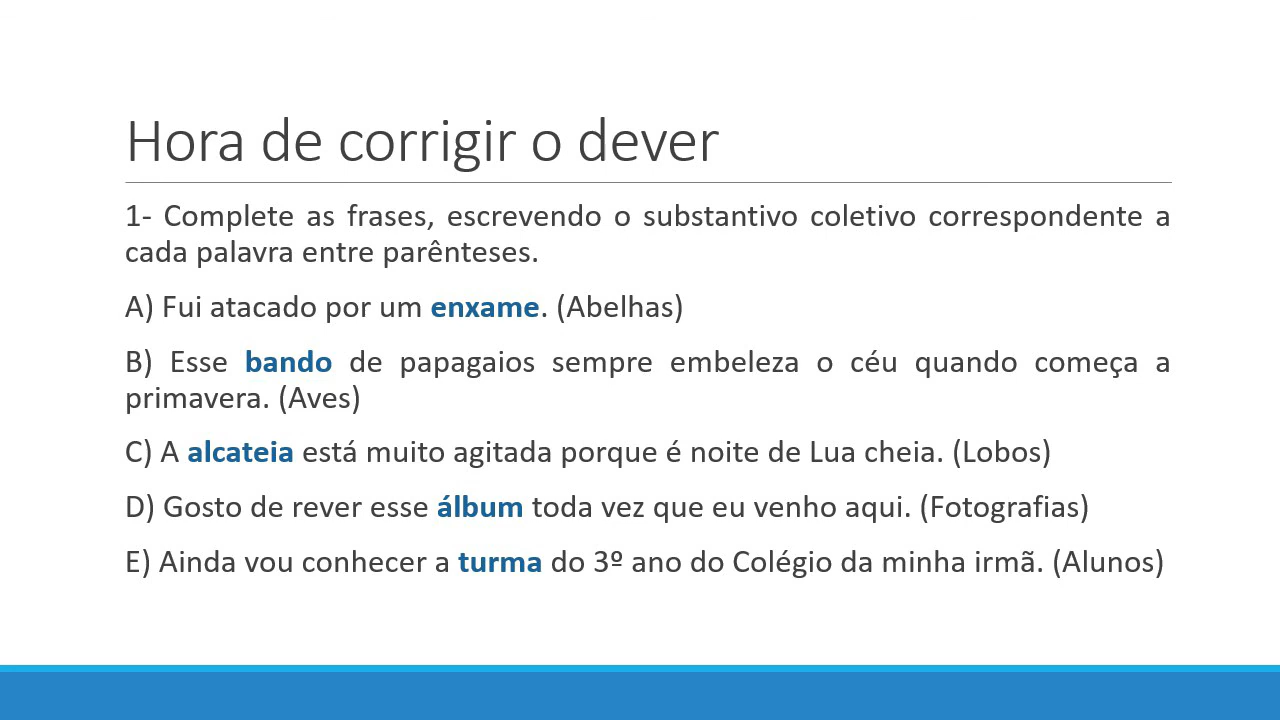 Hora de corrigir o dever
1- Complete as frases, escrevendo o substantivo coletivo correspondente a
cada palavra entre parênteses.
A) Fui atacado por um enxame. (Abelhas)
B) Esse bando de papagaios sempre embeleza o céu quando começa a
primavera. (Aves)
C) A alcateia está muito agitada porque é noite de Lua cheia. (Lobos)
D) Gosto de rever esse álbum toda vez que eu venho aqui. (Fotografias)
E) Ainda vou conhecer a turma do 3º ano do Colégio da minha irmã. (Alunos)